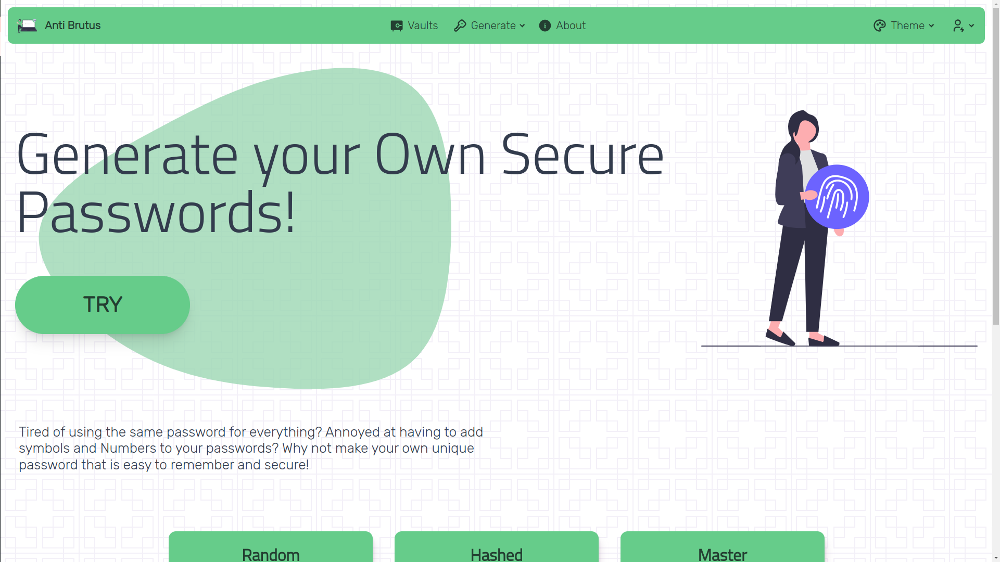 Anti Brutus
Vaults
Generate
About
Theme
Generate your Own Secure
Passwords!
TRY
Tired of using the same password for everything? Annoyed at having to add
symbols and Numbers to your passwords? Why not make your own unique
password that is easy to remember and secure!
Random
Hashed
Master